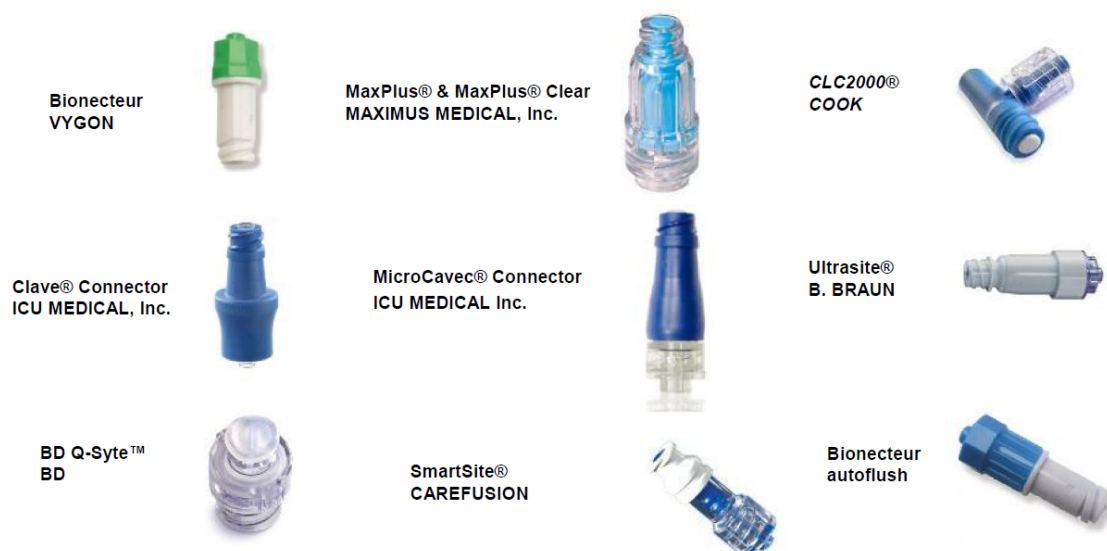 Bionecteur
VYGON
MaxPlus® & MaxPlus® Clear
MAXIMUS MEDICAL, Inc.
CLC2000®
COOK
Clave® Connector
ICU MEDICAL, Inc.
MicroCavec® Connector
ICU MEDICAL Inc.
Ultrasite®
B. BRAUN
BD Q-Syte™
BD
SmartSite®
CAREFUSION
Bionecteur
autoflush